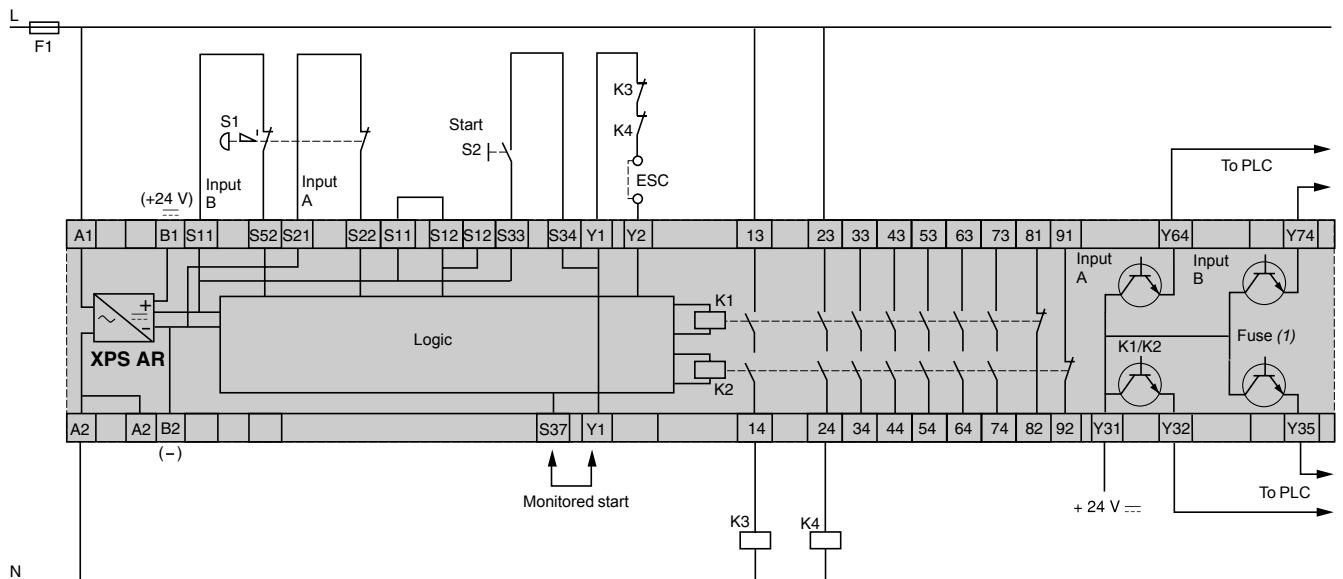 L
F1
K3
S1
Start
K4
S2
To PLC
ESC
Input B
Input A
(+24 V)
A1 B1 S11 S52 S21 S22 S11 S12 S12 S33 S34 Y1 Y2 13 23 33 43 53 63 73 81 91 Y64 Y74
Input A
Input B
K1
+
–
Logic
Fuse (1)
XPS AR
K1/K2
K2
A2 A2 B2 S37 Y1 14 24 34 44 54 64 74 82 92 Y31 Y32 Y35
(–)
Monitored start
To PLC
+ 24 V
K3
K4
N